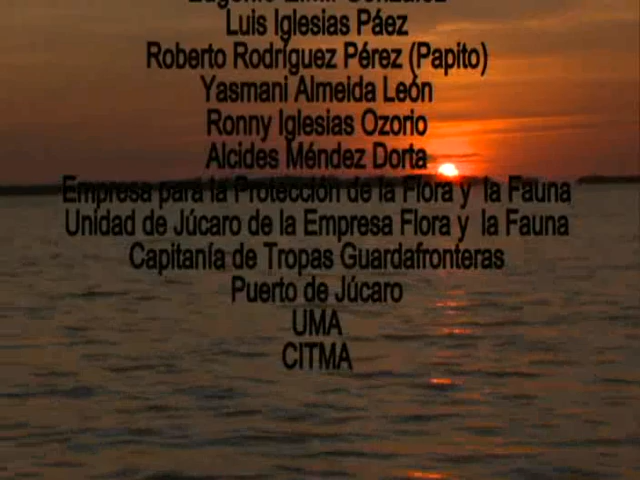 Luis Iglesias Páez
Roberto Rodríguez Pérez (Papito)
Yasmani Almeida León
Ronny Iglesias Ozorio
Alcides Méndez Dorta
Empresa para la Protección de la Flora y la Fauna
Unidad de Júcaro de la Empresa Flora y la Fauna
Capitanía de Tropas Guardafronteras
Puerto de Júcaro
UMA
CITMA